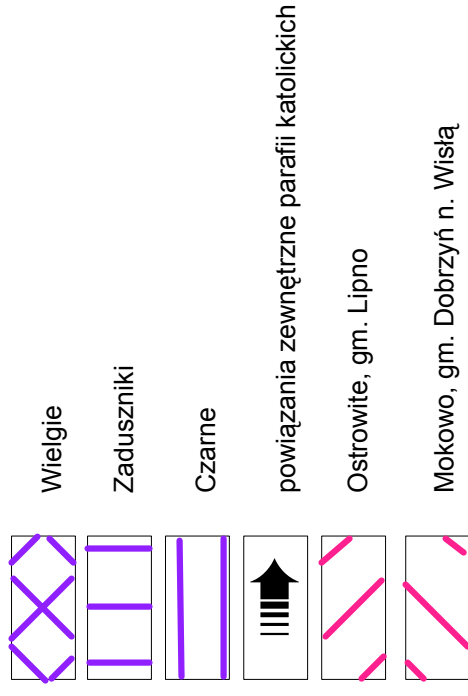 Wielgie
Zaduszniki
Czarne
powiązania zewnętrzne parafii katolickich
Ostrowite, gm. Lipno
Mokowo, gm. Dobrzyń n. Wisłą